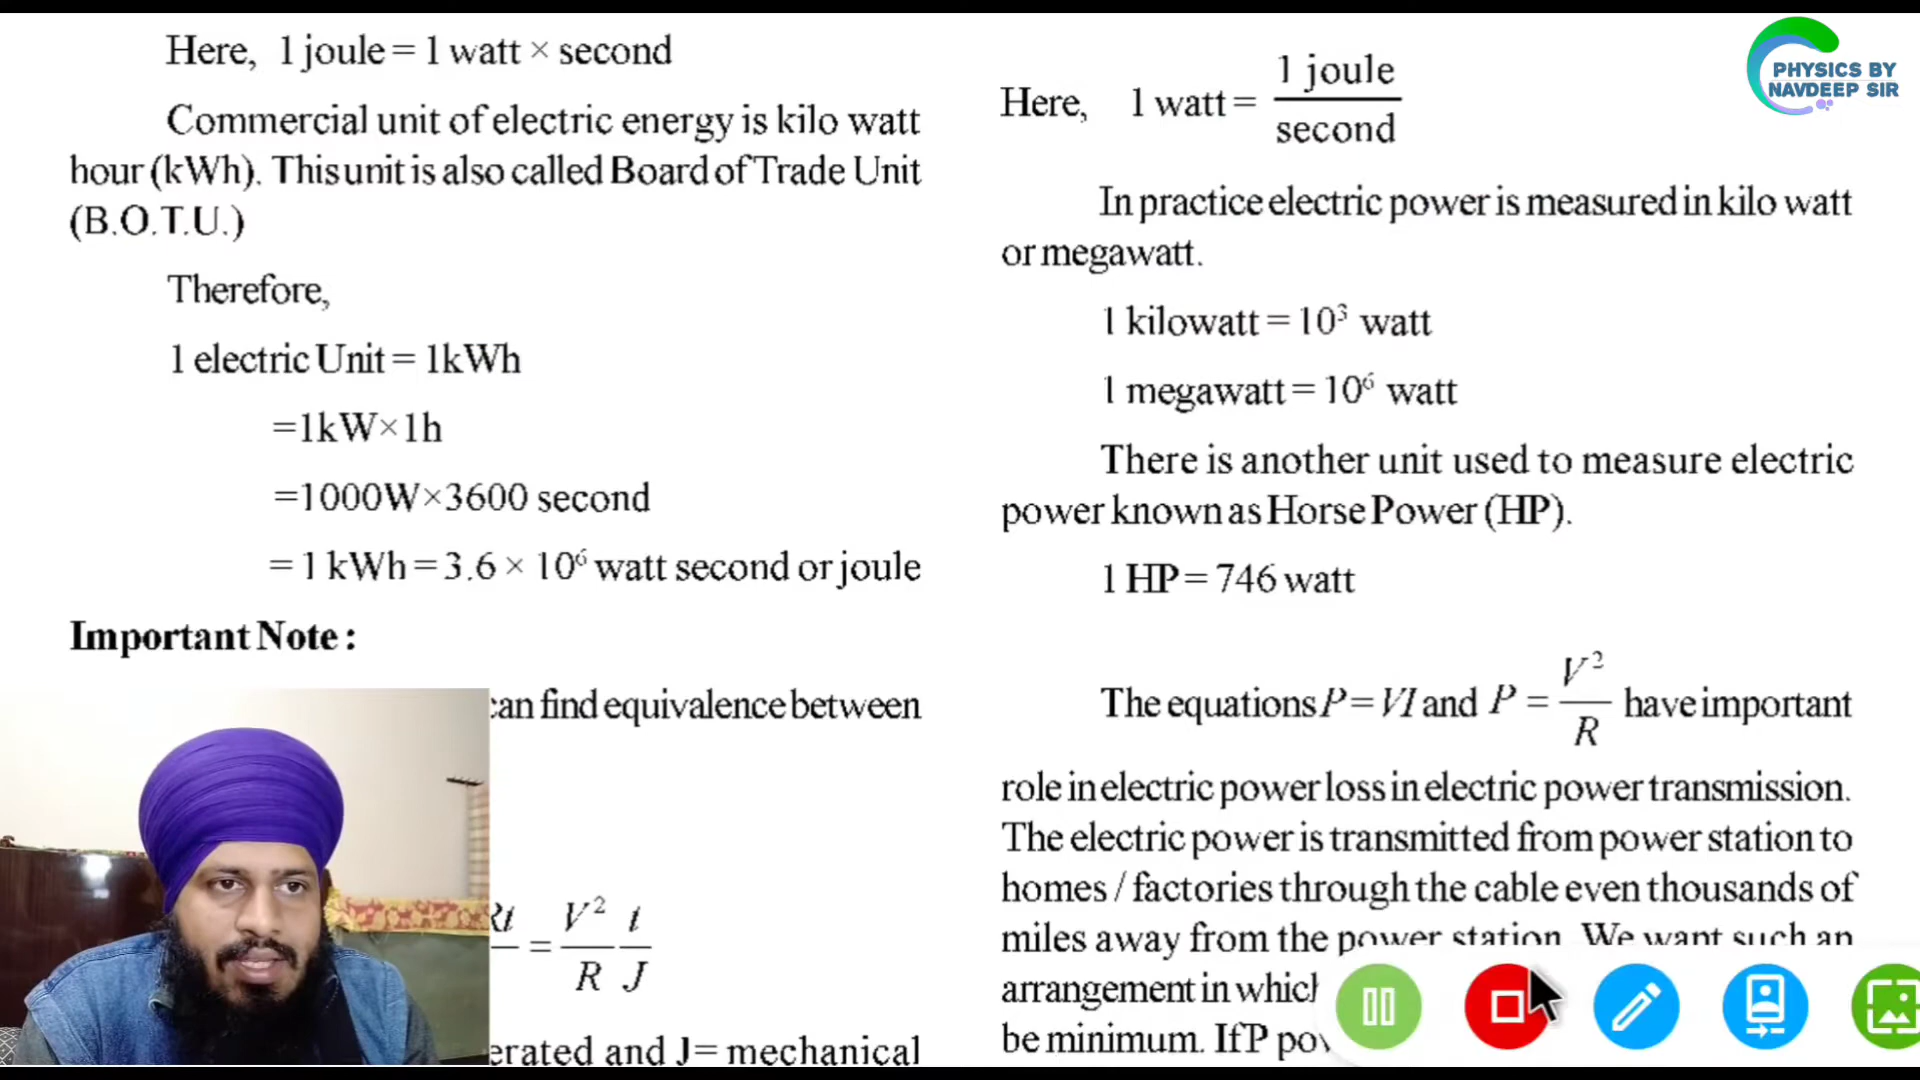 Here, 1 joule = 1 watt × second
Commercial unit of electric energy is kilo watt
hour (kWh). This unit is also called Board of Trade Unit
(B.O.T.U.)
Therefore,
1 electric Unit = 1kWh
=1kW×1h
=1000W×3600 second
= 1 kWh = 3.6 × 10⁶ watt second or joule
Important Note :
can find equivalence between
Rt = V² t
R J
erated and J= mechanical
Here, 1 watt = 1 joule
second
In practice electric power is measured in kilo watt
or megawatt.
1 kilowatt = 10³ watt
1 megawatt = 10⁶ watt
There is another unit used to measure electric
power known as Horse Power (HP).
1 HP = 746 watt
The equations P = VI and P = V²/R have important
role in electric power loss in electric power transmission.
The electric power is transmitted from power station to
homes / factories through the cable even thousands of
miles away from the power station. We want such an
arrangement in which
be minimum. If P
PHYSICS BY
NAVDEEP SIR